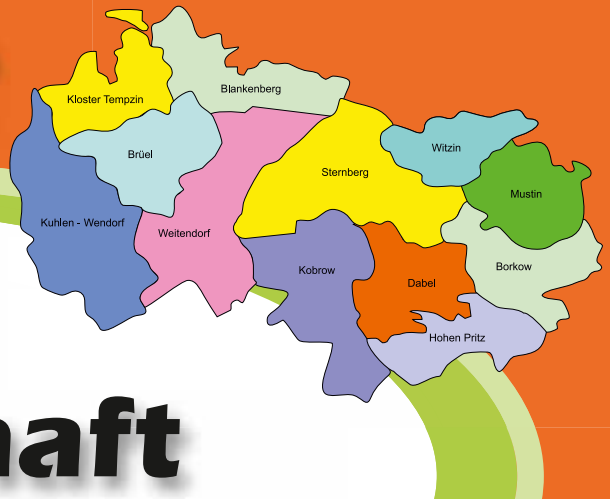 Blankenberg
Kloster Tempzin
Witzin
Brüel
Sternberg
Mustin
Kuhlen - Wendorf
Weitendorf
Borkow
Kobrow
Dabel
Hohen Pritz
haft